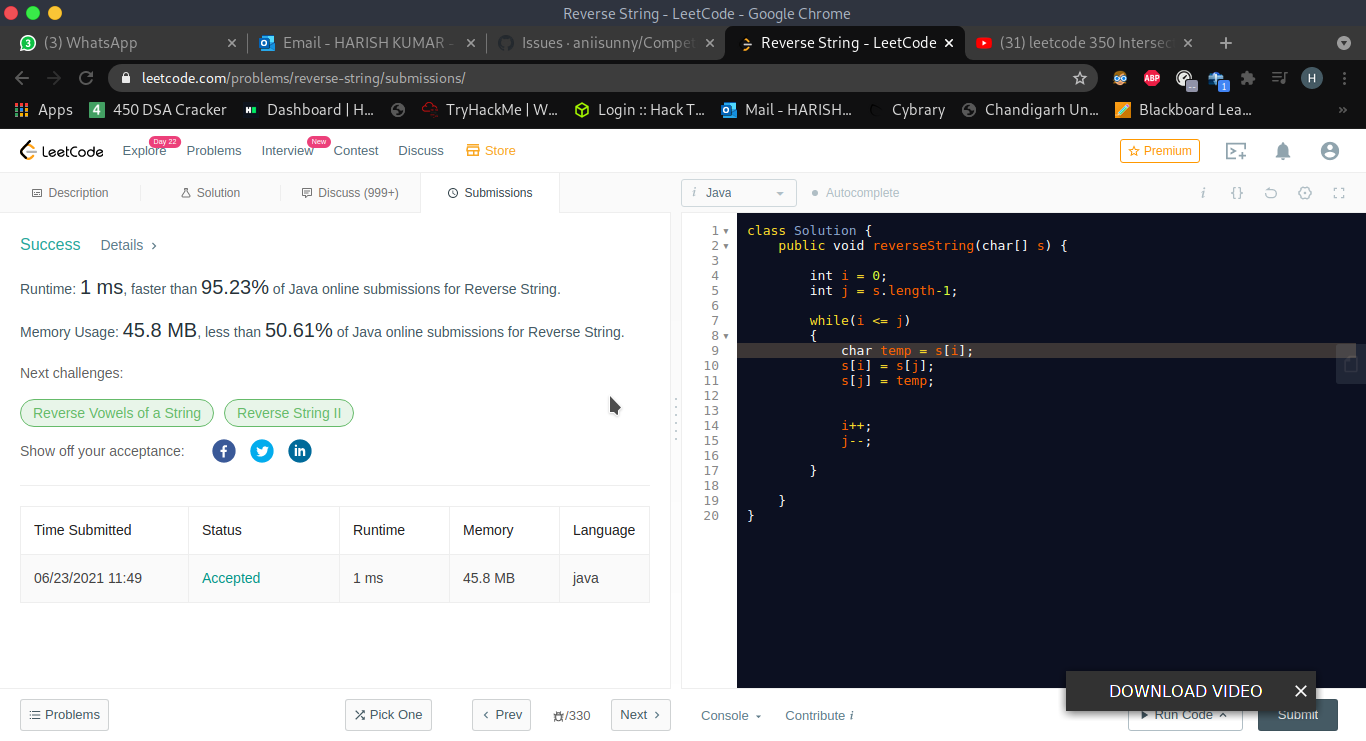 Reverse String - LeetCode - Google Chrome
3 (3) WhatsApp
Email - HARISH KUMAR -
Issues · aniisunny/Compet
Reverse String - LeetCode
(31) leetcode 350 Intersec
leetcode.com/problems/reverse-string/submissions/
ABP
1
H
Apps
4 450 DSA Cracker
Dashboard | H...
TryHackMe | W...
Login :: Hack T...
Mail - HARISH...
Cybrary
Chandigarh Un...
Blackboard Lea...
»
LeetCode
Explore
Day 22
Problems
Interview
New
Contest
Discuss
Store
Premium
Description
Solution
Discuss (999+)
Submissions
i Java
Autocomplete
i {}
Success Details >
Runtime: 1 ms, faster than 95.23% of Java online submissions for Reverse String.
Memory Usage: 45.8 MB, less than 50.61% of Java online submissions for Reverse String.
Next challenges:
Reverse Vowels of a String
Reverse String II
Show off your acceptance:
Time Submitted Status Runtime Memory Language
06/23/2021 11:49 Accepted 1 ms 45.8 MB java
1 class Solution {
2 public void reverseString(char[] s) {
3
4 int i = 0;
5 int j = s.length-1;
6
7 while(i <= j)
8 {
9 char temp = s[i];
10 s[i] = s[j];
11 s[j] = temp;
12
13
14 i++;
15 j--;
16
17 }
18
19 }
20 }
DOWNLOAD VIDEO
Problems
Pick One
‹ Prev
/330
Next ›
Console
Contribute i
Run Code
Submit